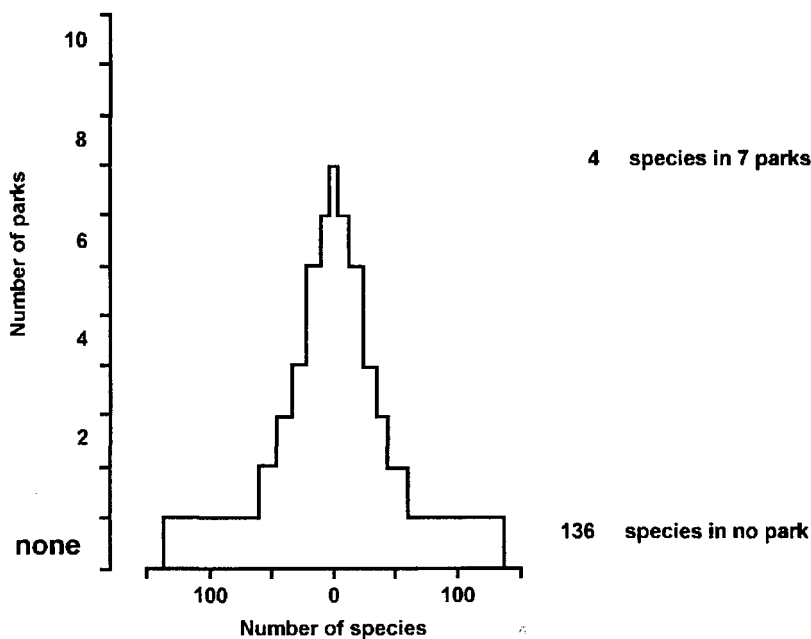 10
8
4 species in 7 parks
Number of parks
6
4
2
none
136 species in no park
100 0 100
Number of species